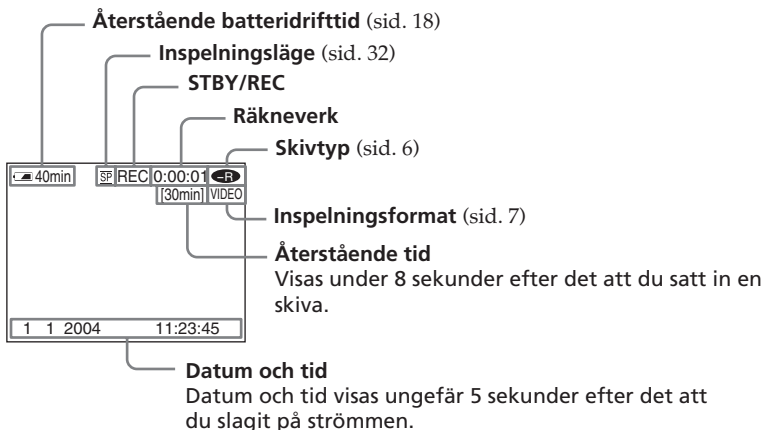 Återstående batteridrifttid (sid. 18)
Inspelningsläge (sid. 32)
STBY/REC
Räkneverk
Skivtyp (sid. 6)
40min SP REC 0:00:01 -R
[30min] VIDEO
Inspelningsformat (sid. 7)
Återstående tid
Visas under 8 sekunder efter det att du satt in en
skiva.
1 1 2004 11:23:45
Datum och tid
Datum och tid visas ungefär 5 sekunder efter det att
du slagit på strömmen.